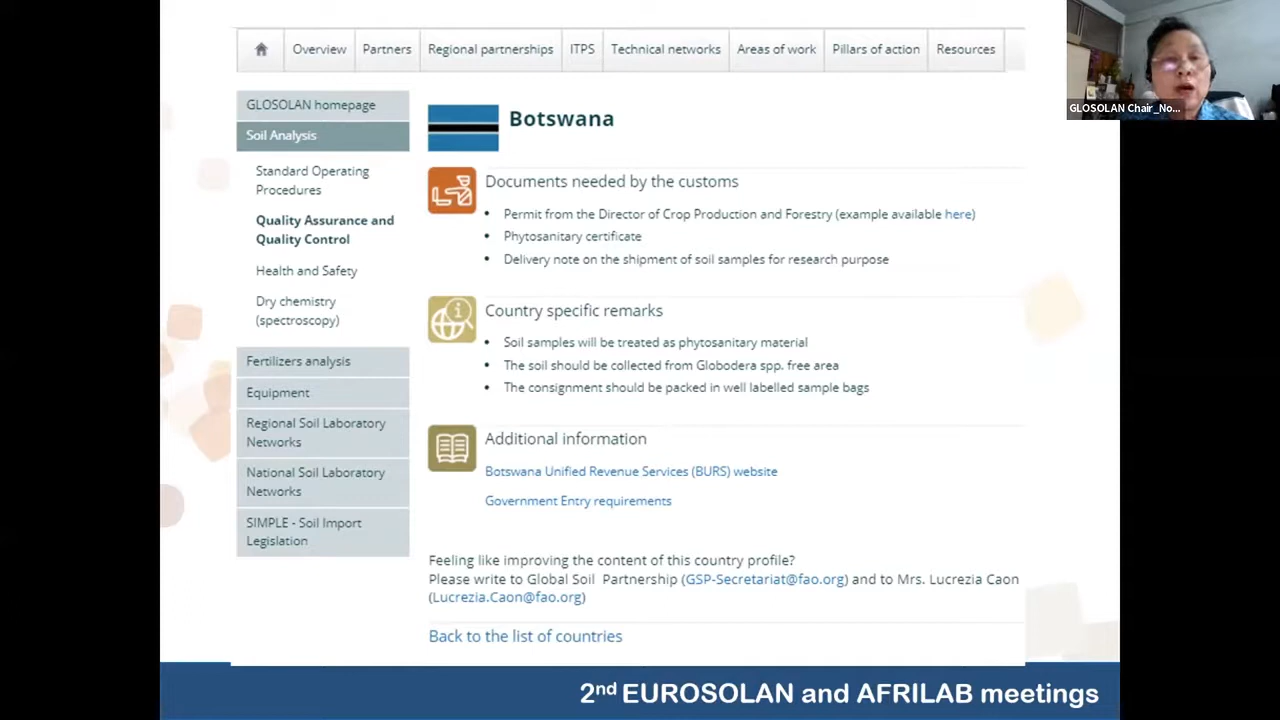 Overview Partners Regional partnerships ITPS Technical networks Areas of work Pillars of action Resources
GLOSOLAN Chair_No...
GLOSOLAN homepage
Soil Analysis
Standard Operating
Procedures
Quality Assurance and
Quality Control
Health and Safety
Dry chemistry
(spectroscopy)
Fertilizers analysis
Equipment
Regional Soil Laboratory
Networks
National Soil Laboratory
Networks
SIMPLE - Soil Import
Legislation
Botswana
Documents needed by the customs
• Permit from the Director of Crop Production and Forestry (example available here)
• Phytosanitary certificate
• Delivery note on the shipment of soil samples for research purpose
Country specific remarks
• Soil samples will be treated as phytosanitary material
• The soil should be collected from Globodera spp. free area
• The consignment should be packed in well labelled sample bags
Additional information
Botswana Unified Revenue Services (BURS) website
Government Entry requirements
Feeling like improving the content of this country profile?
Please write to Global Soil Partnership (GSP-Secretariat@fao.org) and to Mrs. Lucrezia Caon
(Lucrezia.Caon@fao.org)
Back to the list of countries
2nd EUROSOLAN and AFRILAB meetings